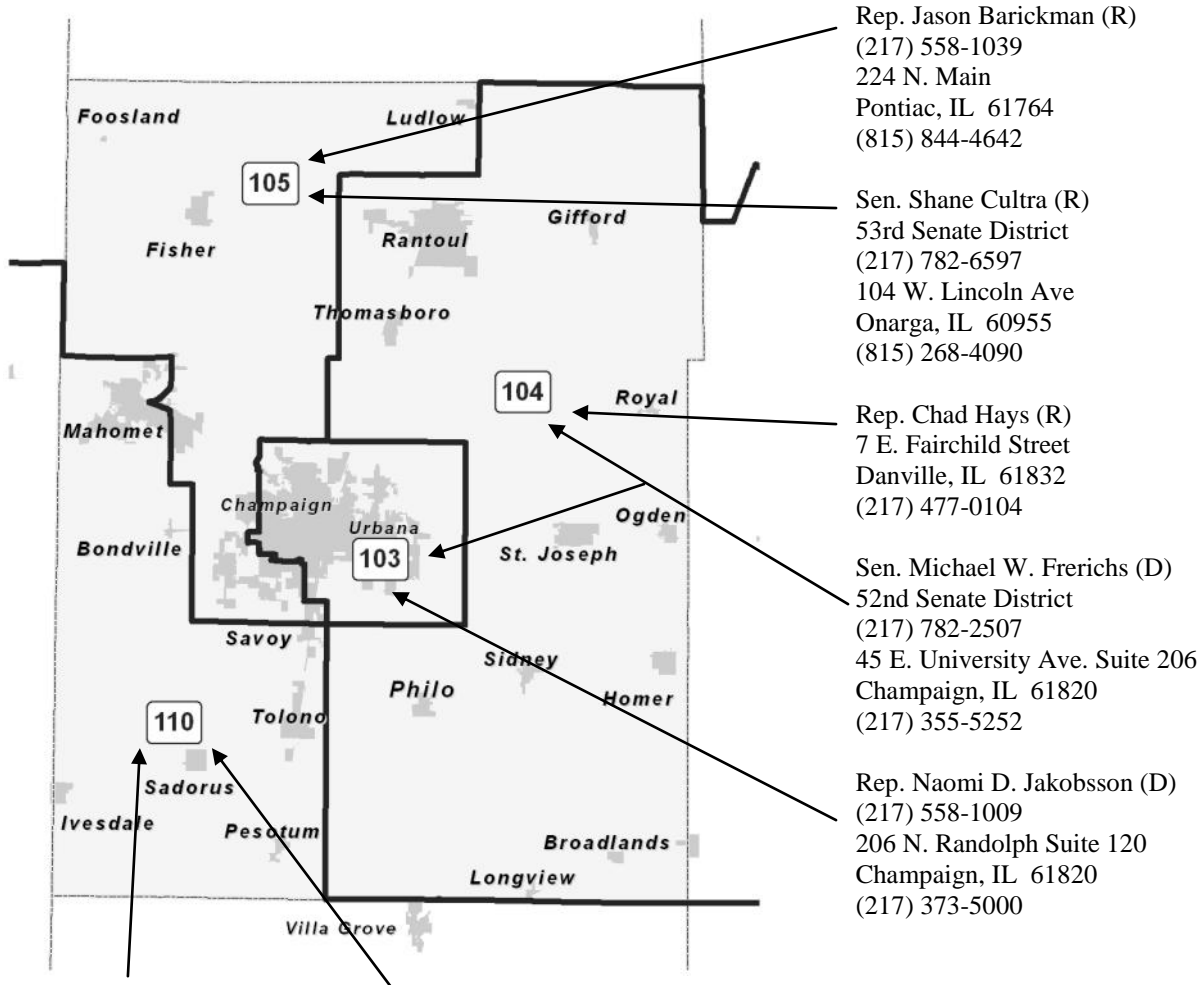 Foosland
Ludlow
105
Fisher
Rantoul
Gifford
Thomasboro
104
Royal
Mahomet
Champaign
Urbana
Ogden
Bondville
103
St. Joseph
Savoy
Sidney
Philo
Homer
110
Tolono
Sadorus
Ivesdale
Pesotum
Broadlands
Longview
Villa Grove
Rep. Jason Barickman (R)
(217) 558-1039
224 N. Main
Pontiac, IL 61764
(815) 844-4642
Sen. Shane Cultra (R)
53rd Senate District
(217) 782-6597
104 W. Lincoln Ave
Onarga, IL 60955
(815) 268-4090
Rep. Chad Hays (R)
7 E. Fairchild Street
Danville, IL 61832
(217) 477-0104
Sen. Michael W. Frerichs (D)
52nd Senate District
(217) 782-2507
45 E. University Ave. Suite 206
Champaign, IL 61820
(217) 355-5252
Rep. Naomi D. Jakobsson (D)
(217) 558-1009
206 N. Randolph Suite 120
Champaign, IL 61820
(217) 373-5000